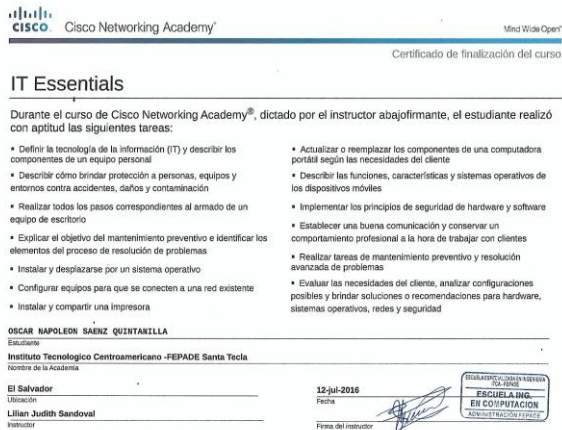 CISCO
Cisco Networking Academy®
Mind Wide Open®
Certificado de finalización del curso
IT Essentials
Durante el curso de Cisco Networking Academy®, dictado por el instructor abajofirmante, el estudiante realizó
con aptitud las siguientes tareas:
▪ Definir la tecnología de la información (IT) y describir los
componentes de un equipo personal
▪ Describir cómo brindar protección a personas, equipos y
entornos contra accidentes, daños y contaminación
▪ Realizar todos los pasos correspondientes al armado de un
equipo de escritorio
▪ Explicar el objetivo del mantenimiento preventivo e identificar los
elementos del proceso de resolución de problemas
▪ Instalar y desplazarse por un sistema operativo
▪ Configurar equipos para que se conecten a una red existente
▪ Instalar y compartir una impresora
▪ Actualizar o reemplazar los componentes de una computadora
portátil según las necesidades del cliente
▪ Describir las funciones, características y sistemas operativos de
los dispositivos móviles
▪ Implementar los principios de seguridad de hardware y software
▪ Establecer una buena comunicación y conservar un
comportamiento profesional a la hora de trabajar con clientes
▪ Realizar tareas de mantenimiento preventivo y resolución
avanzada de problemas
▪ Evaluar las necesidades del cliente, analizar configuraciones
posibles y brindar soluciones o recomendaciones para hardware,
sistemas operativos, redes y seguridad
OSCAR NAPOLEON SAENZ QUINTANILLA
Estudiante
Instituto Tecnologico Centroamericano -FEPADE Santa Tecla
Nombre de la Academia
El Salvador
Ubicación
12-jul-2016
Fecha
Lilian Judith Sandoval
Instructor
Firma del instructor
ITCA - FEPADE
ESCUELA ING.
EN COMPUTACION
ADMINISTRACIÓN FEPADE